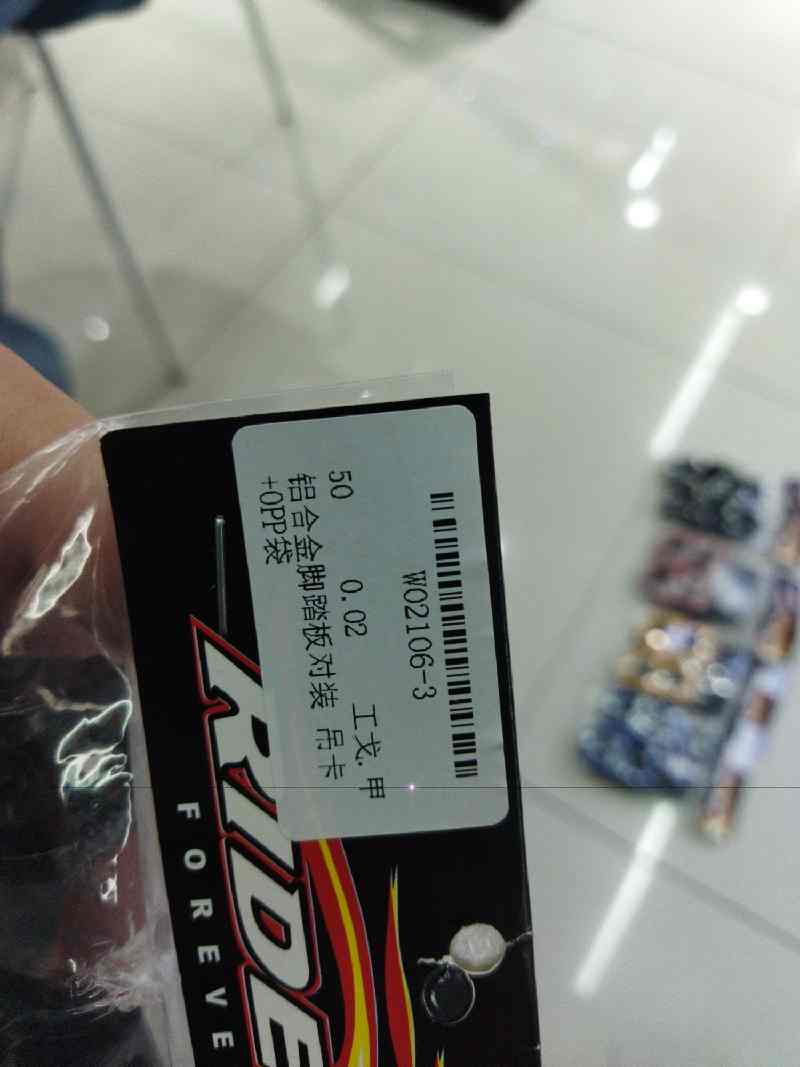 WO2106-3
50 0.02 工戈.甲
铝合金脚踏板对装 吊卡
+OPP袋
RIDE
FOREVE